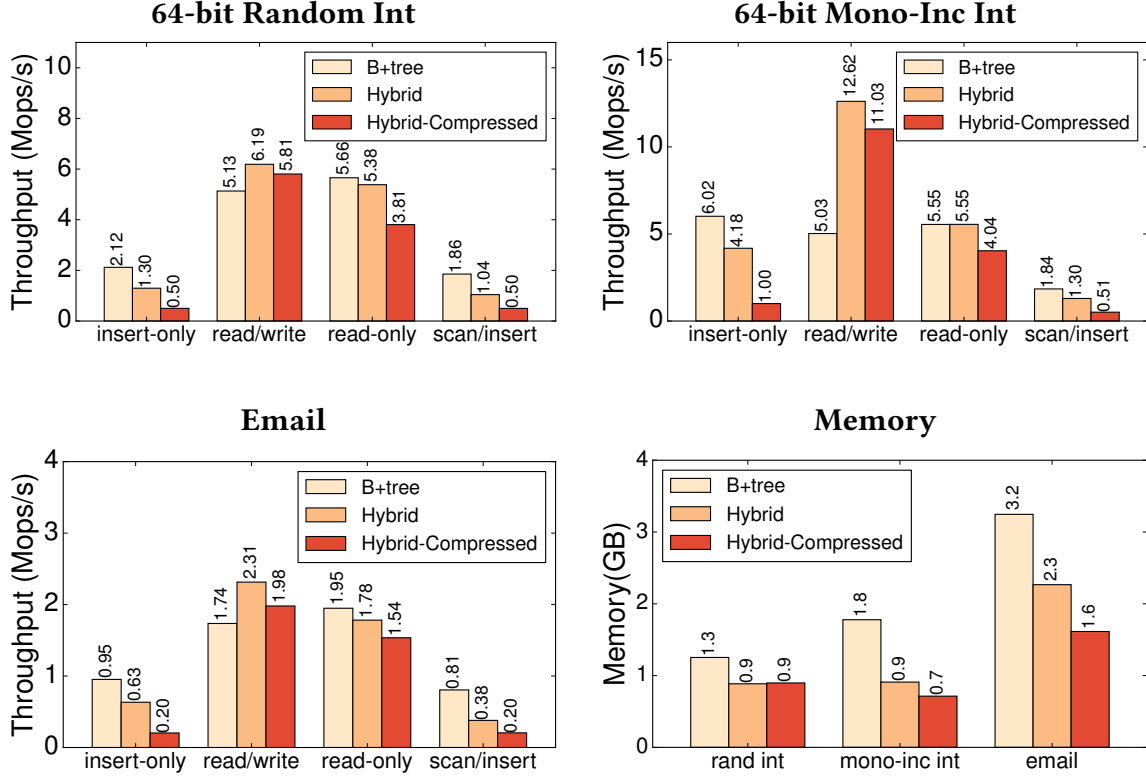 64-bit Random Int
Throughput (Mops/s)
10
8
6
4
2
0
B+tree
Hybrid
Hybrid-Compressed
2.12
1.30
0.50
5.13
6.19
5.81
5.66
5.38
3.81
1.86
1.04
0.50
insert-only read/write read-only scan/insert
64-bit Mono-Inc Int
Throughput (Mops/s)
15
10
5
0
B+tree
Hybrid
Hybrid-Compressed
6.02
4.18
1.00
5.03
12.62
11.03
5.55
5.55
4.04
1.84
1.30
0.51
insert-only read/write read-only scan/insert
Email
Throughput (Mops/s)
4
3
2
1
0
B+tree
Hybrid
Hybrid-Compressed
0.95
0.63
0.20
1.74
2.31
1.98
1.95
1.78
1.54
0.81
0.38
0.20
insert-only read/write read-only scan/insert
Memory
Memory(GB)
4
3
2
1
0
B+tree
Hybrid
Hybrid-Compressed
1.3
0.9
0.9
1.8
0.9
0.7
3.2
2.3
1.6
rand int mono-inc int email